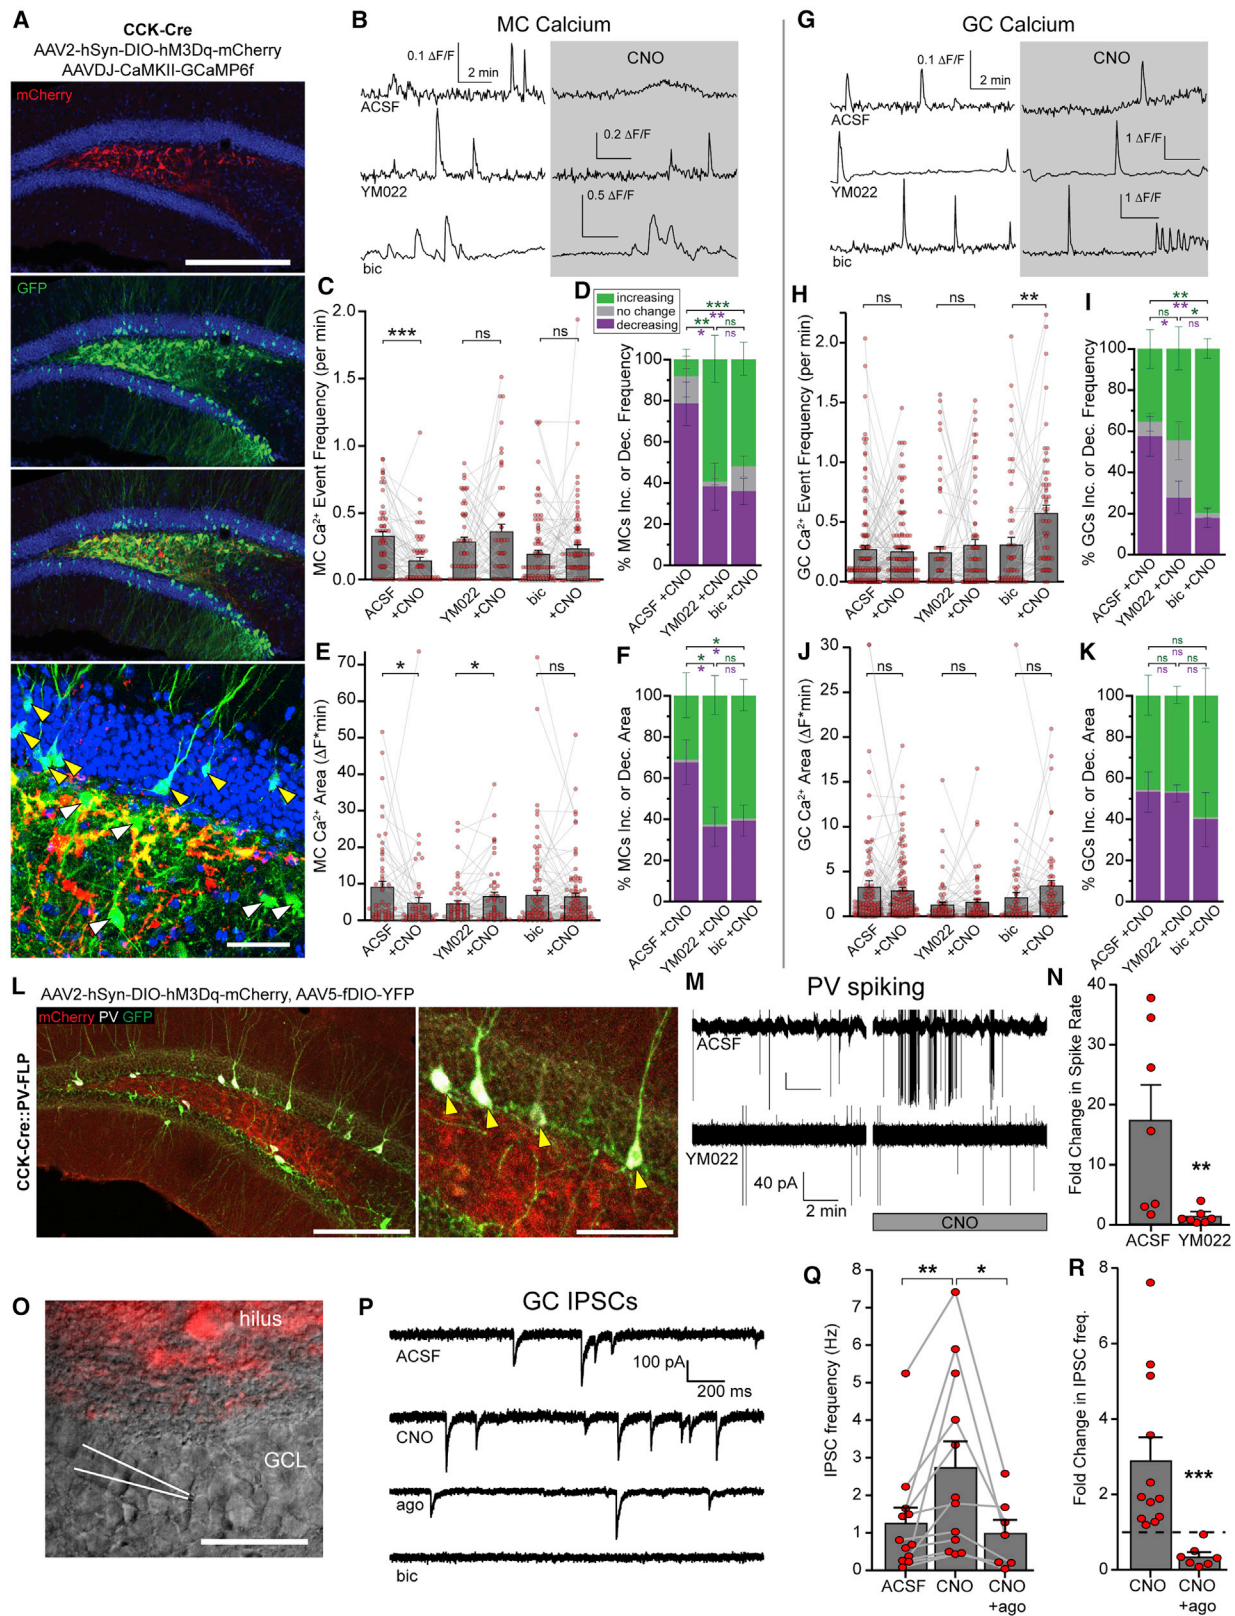 A
CCK-Cre
AAV2-hSyn-DIO-hM3Dq-mCherry
AAVDJ-CaMKII-GCaMP6f
mCherry
GFP
B
MC Calcium
0.1 ΔF/F
2 min
CNO
ACSF
0.2 ΔF/F
YM022
0.5 ΔF/F
bic
G
GC Calcium
0.1 ΔF/F
2 min
CNO
ACSF
1 ΔF/F
YM022
1 ΔF/F
bic
C
MC Ca²⁺ Event Frequency (per min)
2.0
1.5
1.0
0.5
0.0
*** ns ns
ACSF +CNO YM022 +CNO bic +CNO
D
increasing
no change
decreasing
***
**
** ns
* ns
% MCs Inc. or Dec. Frequency
100
80
60
40
20
0
ACSF +CNO YM022 +CNO bic +CNO
H
GC Ca²⁺ Event Frequency (per min)
2.0
1.5
1.0
0.5
0.0
ns ns **
ACSF +CNO YM022 +CNO bic +CNO
I
**
**
ns *
* ns
% GCs Inc. or Dec. Frequency
100
80
60
40
20
0
ACSF +CNO YM022 +CNO bic +CNO
E
MC Ca²⁺ Area (ΔF*min)
70
60
50
40
30
20
10
0
* * ns
ACSF +CNO YM022 +CNO bic +CNO
F
*
*
* ns
* ns
% MCs Inc. or Dec. Area
100
80
60
40
20
0
ACSF +CNO YM022 +CNO bic +CNO
J
GC Ca²⁺ Area (ΔF*min)
30
25
20
15
10
5
0
ns ns ns
ACSF +CNO YM022 +CNO bic +CNO
K
ns
ns
ns ns
ns ns
% GCs Inc. or Dec. Area
100
80
60
40
20
0
ACSF +CNO YM022 +CNO bic +CNO
L
AAV2-hSyn-DIO-hM3Dq-mCherry, AAV5-fDIO-YFP
mCherry PV GFP
CCK-Cre::PV-FLP
M
PV spiking
ACSF
YM022
40 pA
2 min
CNO
N
Fold Change in Spike Rate
40
30
20
10
0
**
ACSF YM022
O
hilus
GCL
P
GC IPSCs
ACSF
100 pA
200 ms
CNO
ago
bic
Q
IPSC frequency (Hz)
8
7
6
5
4
3
2
1
0
** *
ACSF CNO CNO
+ago
R
Fold Change in IPSC freq.
8
6
4
2
0
***
CNO CNO
+ago